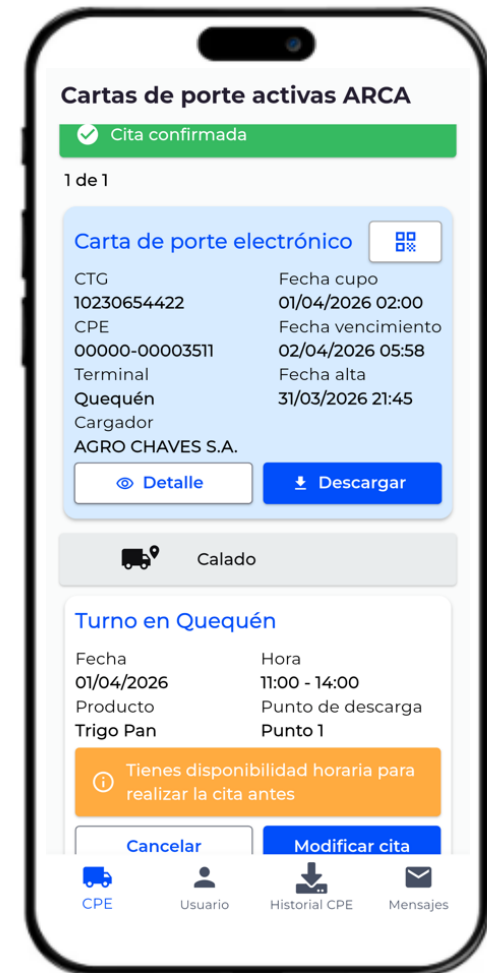 Cartas de porte activas ARCA
Cita confirmada
1 de 1
Carta de porte electrónico
CTG
10230654422
CPE
00000-00003511
Terminal
Quequén
Cargador
AGRO CHAVES S.A.
Fecha cupo
01/04/2026 02:00
Fecha vencimiento
02/04/2026 05:58
Fecha alta
31/03/2026 21:45
Detalle
Descargar
Calado
Turno en Quequén
Fecha
01/04/2026
Producto
Trigo Pan
Hora
11:00 - 14:00
Punto de descarga
Punto 1
Tienes disponibilidad horaria para
realizar la cita antes
Cancelar
Modificar cita
CPE
Usuario
Historial CPE
Mensajes